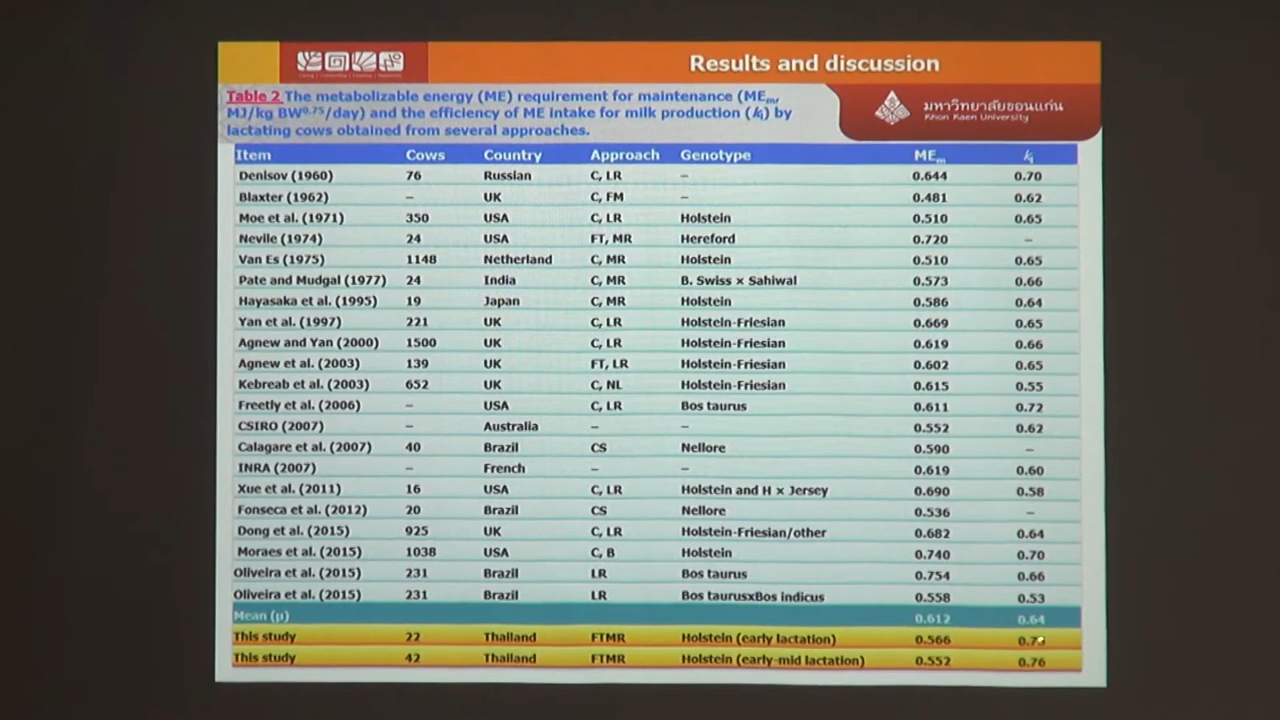 Results and discussion
Table 2 The metabolizable energy (ME) requirement for maintenance (MEm,
MJ/kg BW0.75/day) and the efficiency of ME intake for milk production (kl) by
lactating cows obtained from several approaches.
มหาวิทยาลัยขอนแก่น
Khon Kaen University
Item Cows Country Approach Genotype MEm kl
Denisov (1960) 76 Russian C, LR – 0.644 0.70
Blaxter (1962) – UK C, FM – 0.481 0.62
Moe et al. (1971) 350 USA C, LR Holstein 0.510 0.65
Nevile (1974) 24 USA FT, MR Hereford 0.720 –
Van Es (1975) 1148 Netherland C, MR Holstein 0.510 0.65
Pate and Mudgal (1977) 24 India C, MR B. Swiss × Sahiwal 0.573 0.66
Hayasaka et al. (1995) 19 Japan C, MR Holstein 0.586 0.64
Yan et al. (1997) 221 UK C, LR Holstein-Friesian 0.669 0.65
Agnew and Yan (2000) 1500 UK C, LR Holstein-Friesian 0.619 0.66
Agnew et al. (2003) 139 UK FT, LR Holstein-Friesian 0.602 0.65
Kebreab et al. (2003) 652 UK C, NL Holstein-Friesian 0.615 0.55
Freetly et al. (2006) – USA C, LR Bos taurus 0.611 0.72
CSIRO (2007) – Australia – – 0.552 0.62
Calagare et al. (2007) 40 Brazil CS Nellore 0.590 –
INRA (2007) – French – – 0.619 0.60
Xue et al. (2011) 16 USA C, LR Holstein and H × Jersey 0.690 0.58
Fonseca et al. (2012) 20 Brazil CS Nellore 0.536 –
Dong et al. (2015) 925 UK C, LR Holstein-Friesian/other 0.682 0.64
Moraes et al. (2015) 1038 USA C, B Holstein 0.740 0.70
Oliveira et al. (2015) 231 Brazil LR Bos taurus 0.754 0.66
Oliveira et al. (2015) 231 Brazil LR Bos taurusxBos indicus 0.558 0.53
Mean (μ) 0.612 0.64
This study 22 Thailand FTMR Holstein (early lactation) 0.566
This study 42 Thailand FTMR Holstein (early-mid lactation) 0.552 0.76